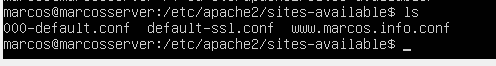 marcos@marcosserver:/etc/apache2/sites-available$ ls
000-default.conf  default-ssl.conf  www.marcos.info.conf
marcos@marcosserver:/etc/apache2/sites-available$ _